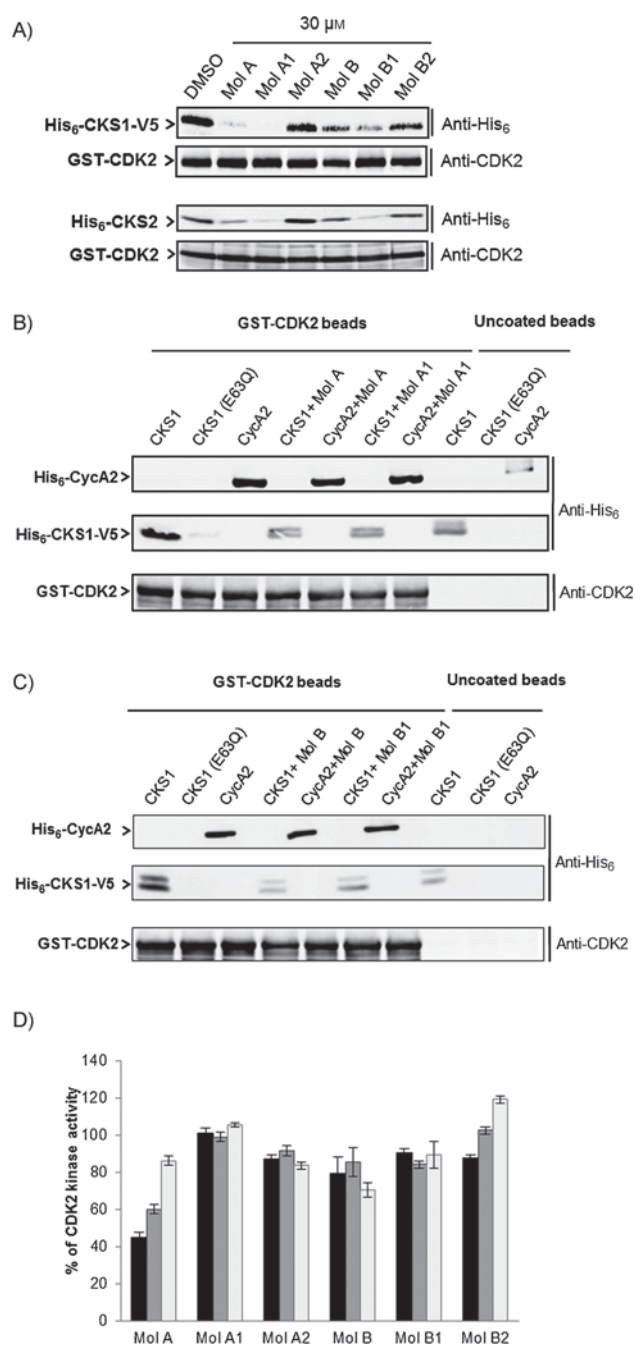 A)
30 μM
DMSO
Mol A
Mol A1
Mol A2
Mol B
Mol B1
Mol B2
His6-CKS1-V5 > Anti-His6
GST-CDK2 > Anti-CDK2
His6-CKS2 > Anti-His6
GST-CDK2 > Anti-CDK2
B)
GST-CDK2 beads Uncoated beads
CKS1
CKS1 (E63Q)
CycA2
CKS1+ Mol A
CycA2+Mol A
CKS1+ Mol A1
CycA2+Mol A1
CKS1
CKS1 (E63Q)
CycA2
His6-CycA2 >
Anti-His6
His6-CKS1-V5 >
GST-CDK2 > Anti-CDK2
C)
GST-CDK2 beads Uncoated beads
CKS1
CKS1 (E63Q)
CycA2
CKS1+ Mol B
CycA2+Mol B
CKS1+ Mol B1
CycA2+Mol B1
CKS1
CKS1 (E63Q)
CycA2
His6-CycA2 >
Anti-His6
His6-CKS1-V5 >
GST-CDK2 > Anti-CDK2
D)
% of CDK2 kinase activity
140
120
100
80
60
40
20
0
Mol A Mol A1 Mol A2 Mol B Mol B1 Mol B2